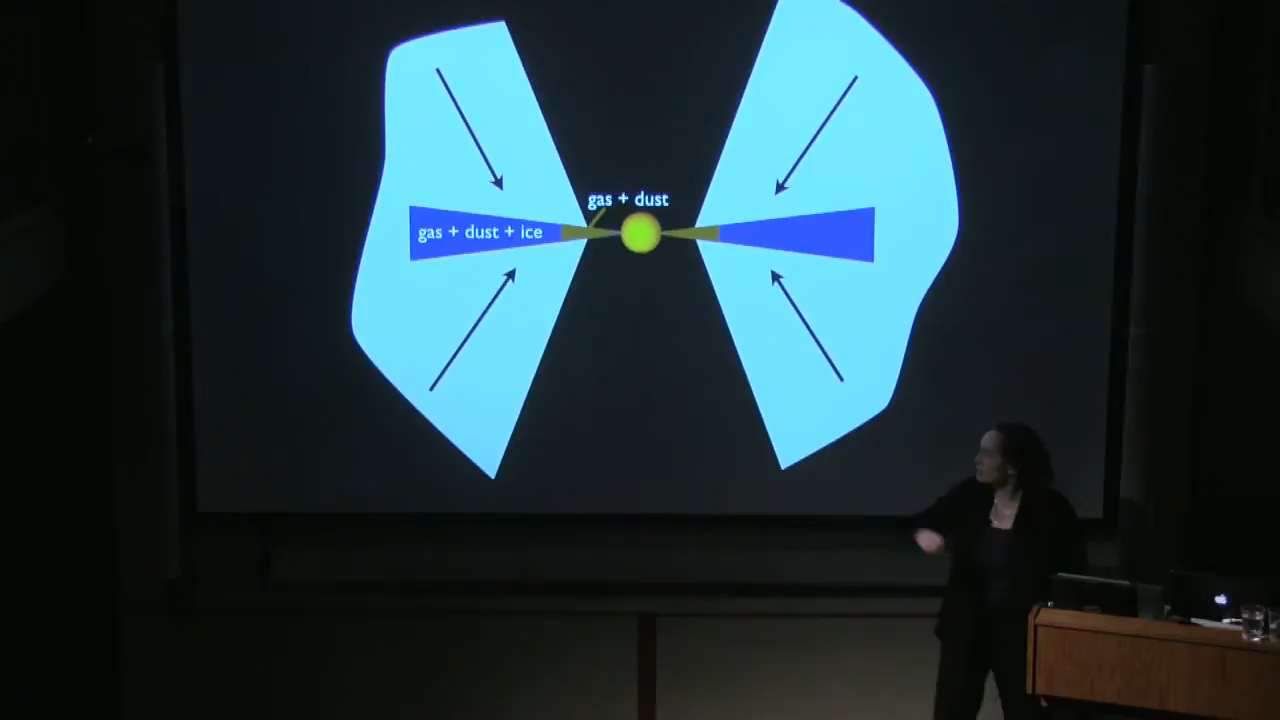 gas + dust
gas + dust + ice